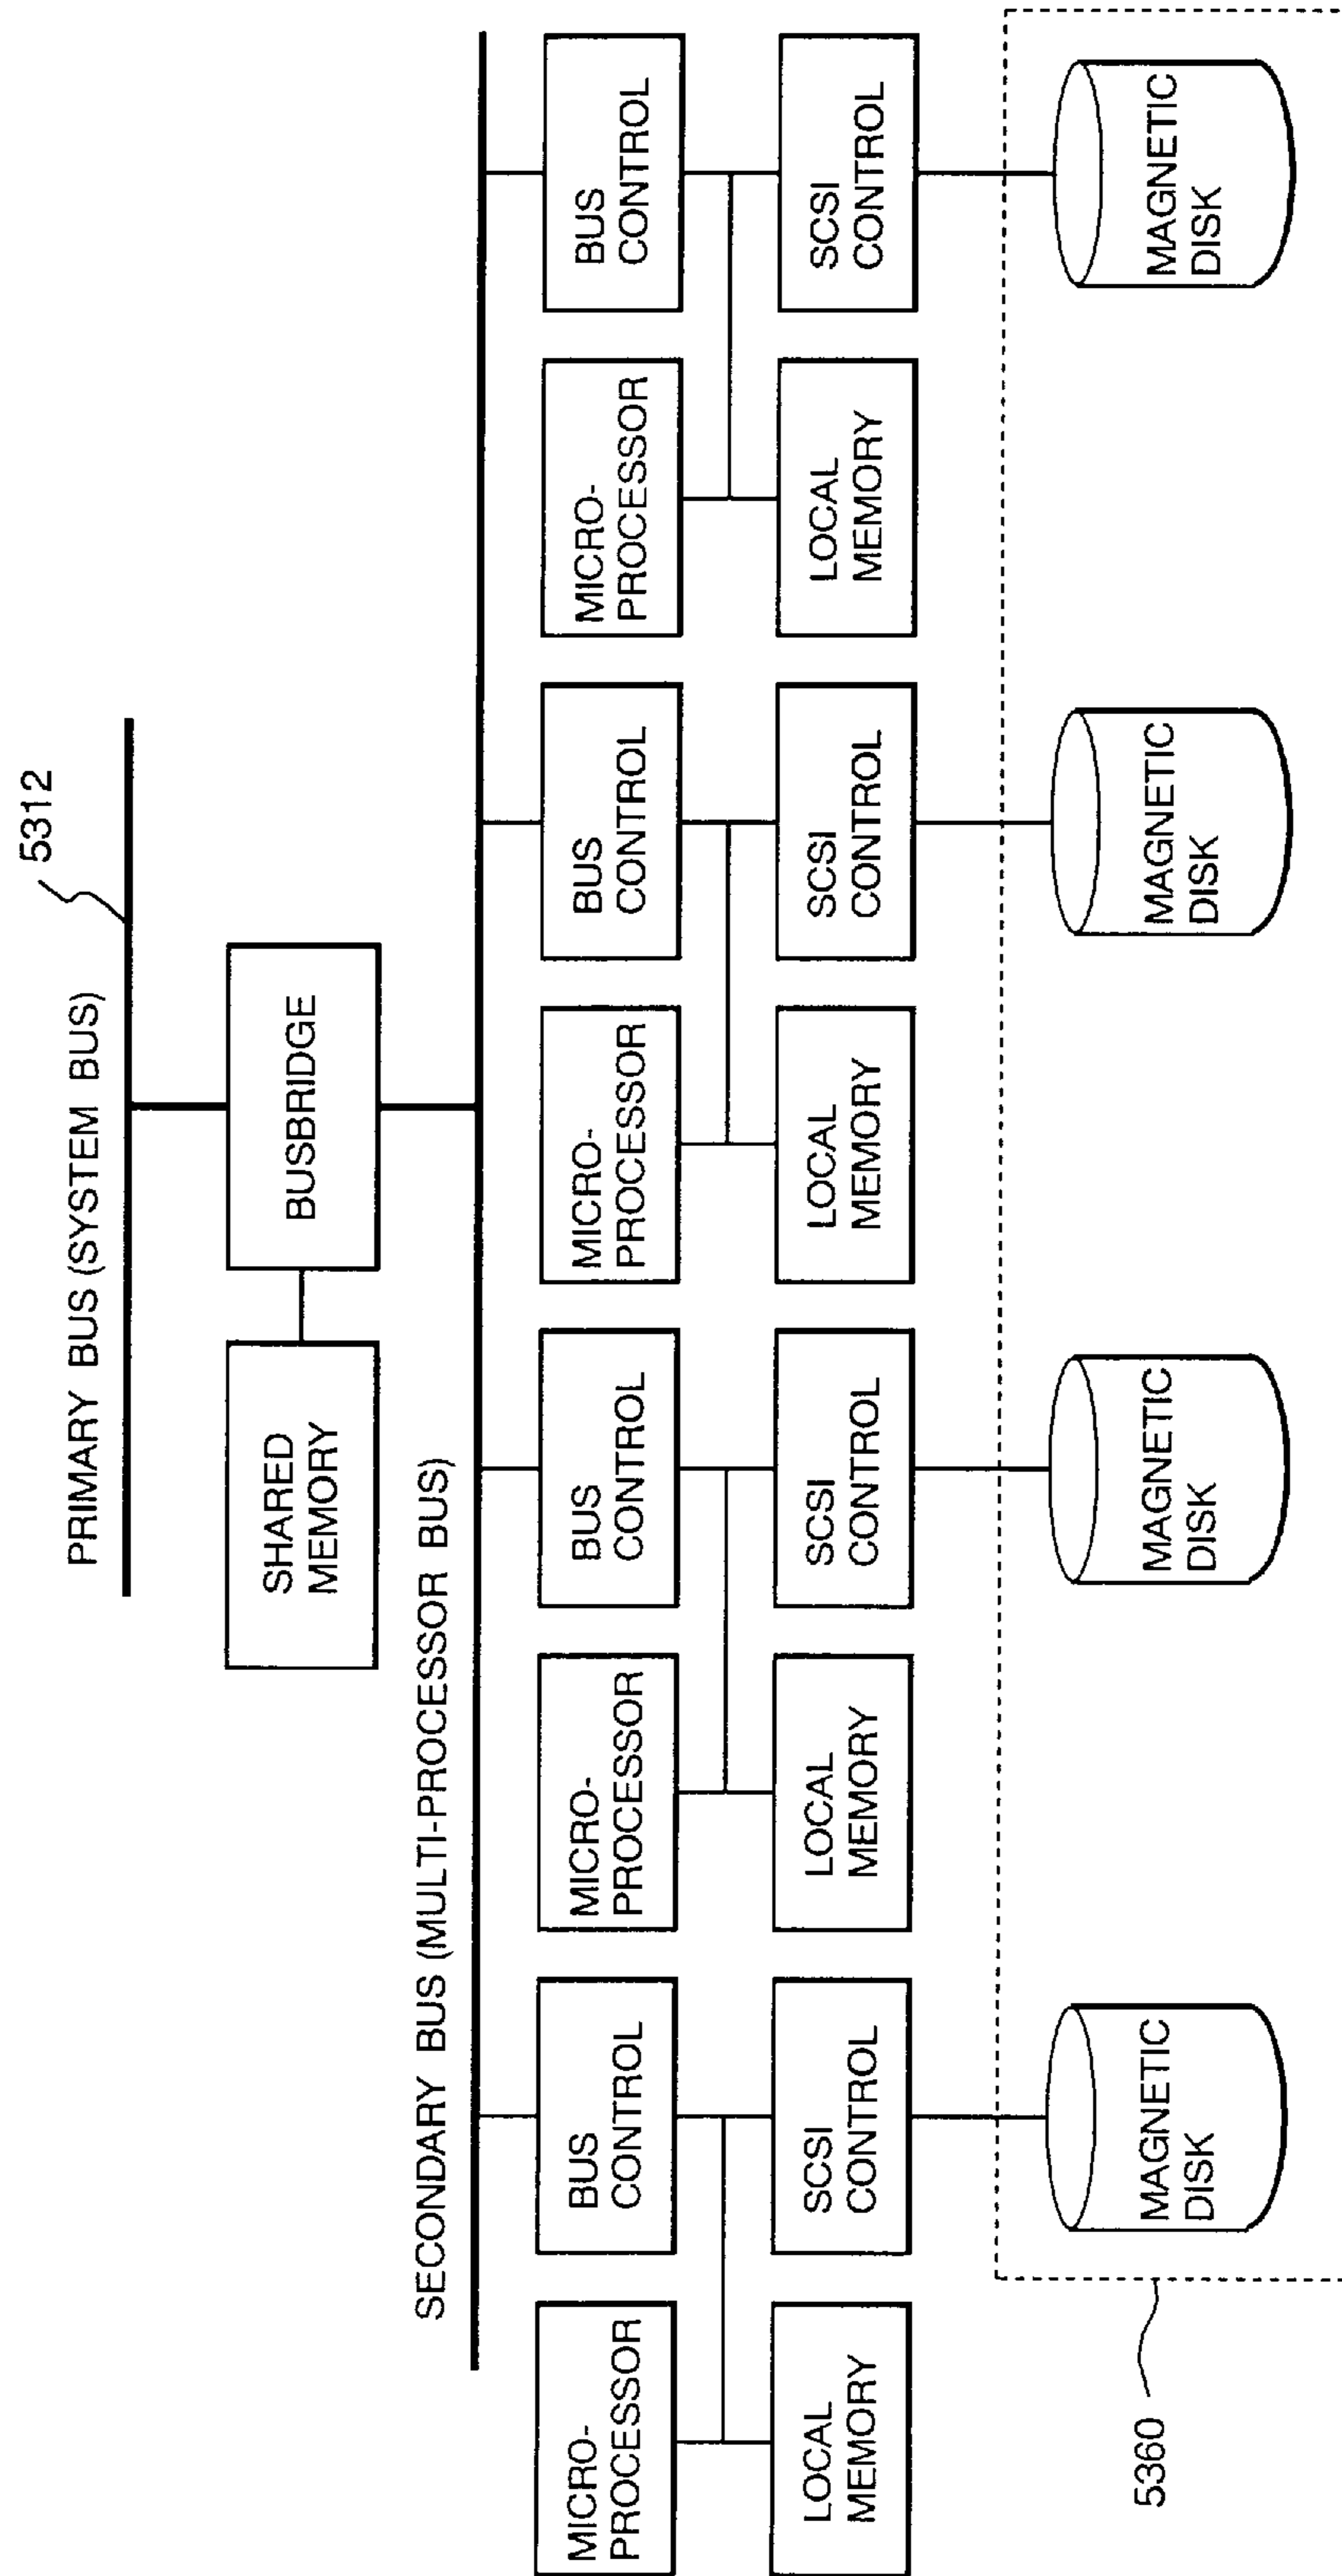 5312
PRIMARY BUS (SYSTEM BUS)
SHARED
MEMORY
BUSBRIDGE
SECONDARY BUS (MULTI-PROCESSOR BUS)
MICRO-
PROCESSOR
BUS
CONTROL
MICRO-
PROCESSOR
BUS
CONTROL
MICRO-
PROCESSOR
BUS
CONTROL
MICRO-
PROCESSOR
BUS
CONTROL
LOCAL
MEMORY
SCSI
CONTROL
LOCAL
MEMORY
SCSI
CONTROL
LOCAL
MEMORY
SCSI
CONTROL
LOCAL
MEMORY
SCSI
CONTROL
5360
MAGNETIC
DISK
MAGNETIC
DISK
MAGNETIC
DISK
MAGNETIC
DISK